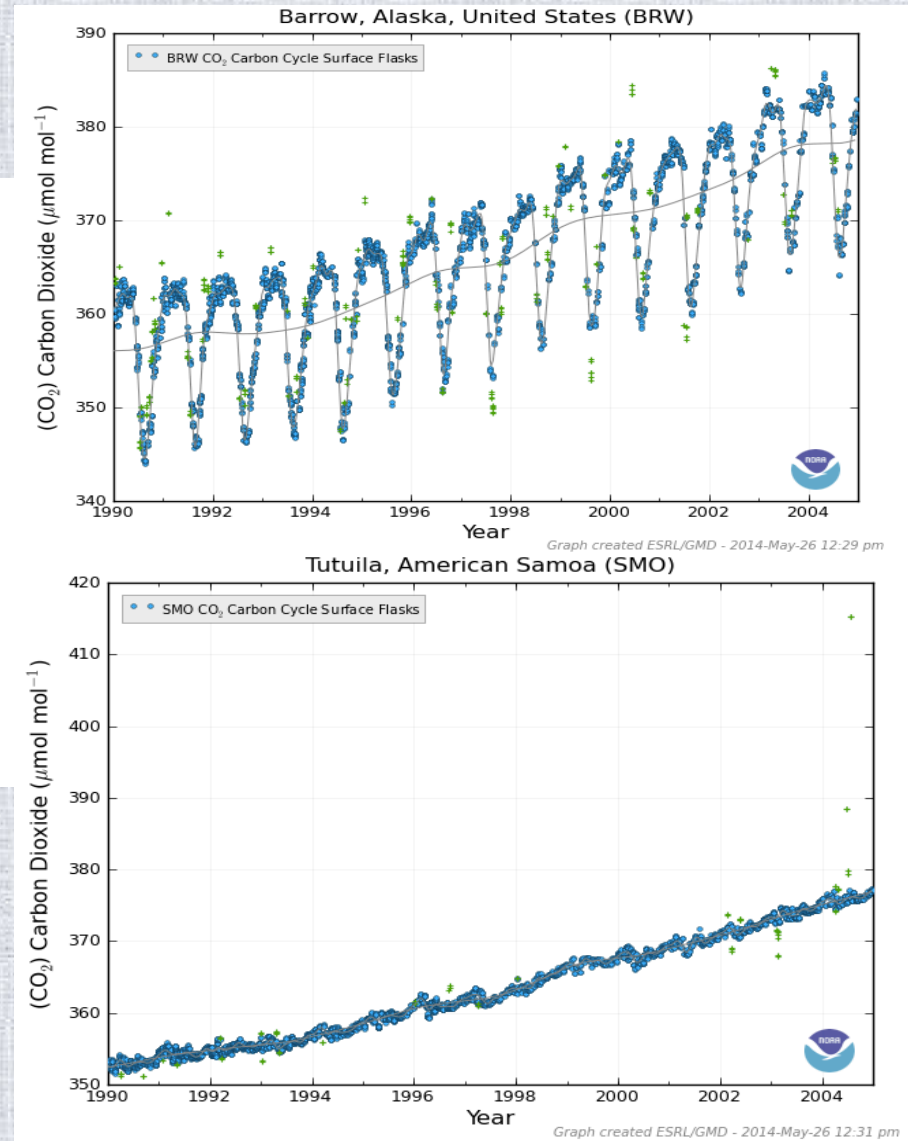 Barrow, Alaska, United States (BRW)
BRW CO₂ Carbon Cycle Surface Flasks
(CO₂) Carbon Dioxide (μmol mol⁻¹)
390
380
370
360
350
340
1990 1992 1994 1996 1998 2000 2002 2004
Year
NOAA
Graph created ESRL/GMD - 2014-May-26 12:29 pm
Tutuila, American Samoa (SMO)
SMO CO₂ Carbon Cycle Surface Flasks
(CO₂) Carbon Dioxide (μmol mol⁻¹)
420
410
400
390
380
370
360
350
1990 1992 1994 1996 1998 2000 2002 2004
Year
NOAA
Graph created ESRL/GMD - 2014-May-26 12:31 pm